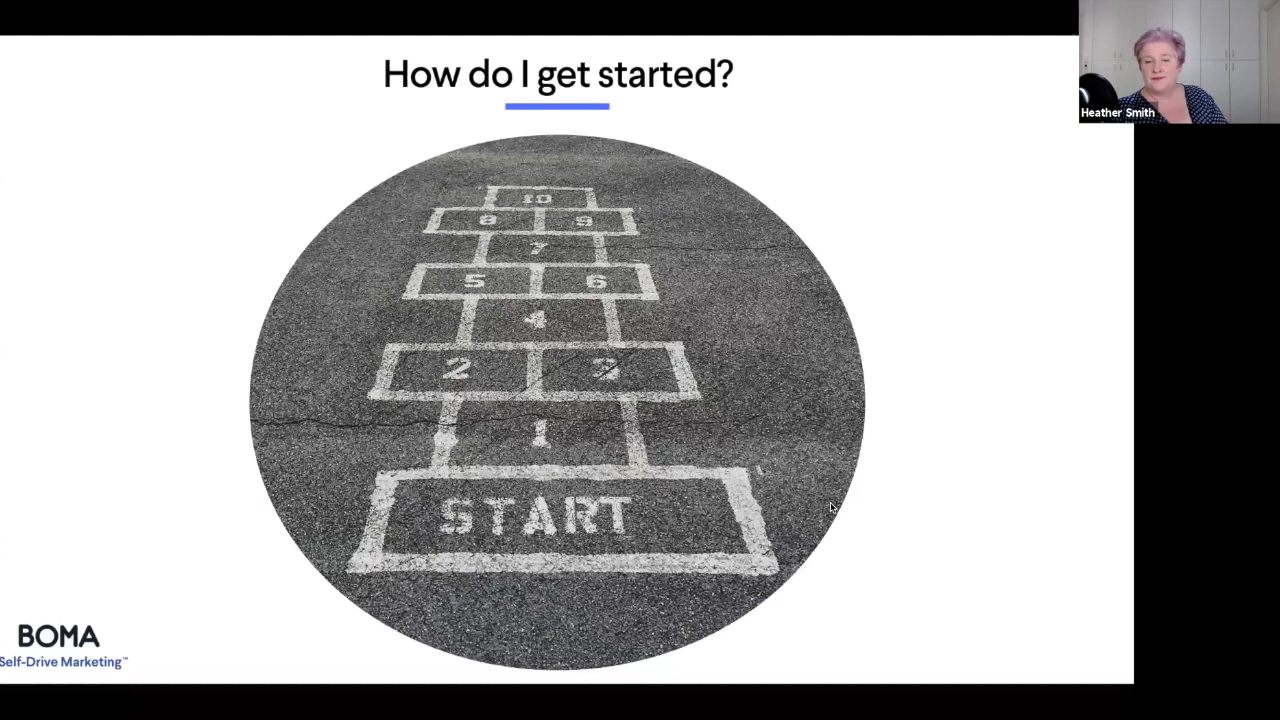 How do I get started?
Heather Smith
10
8 9
7
5 6
4
2 3
1
START
BOMA
Self-Drive Marketing™